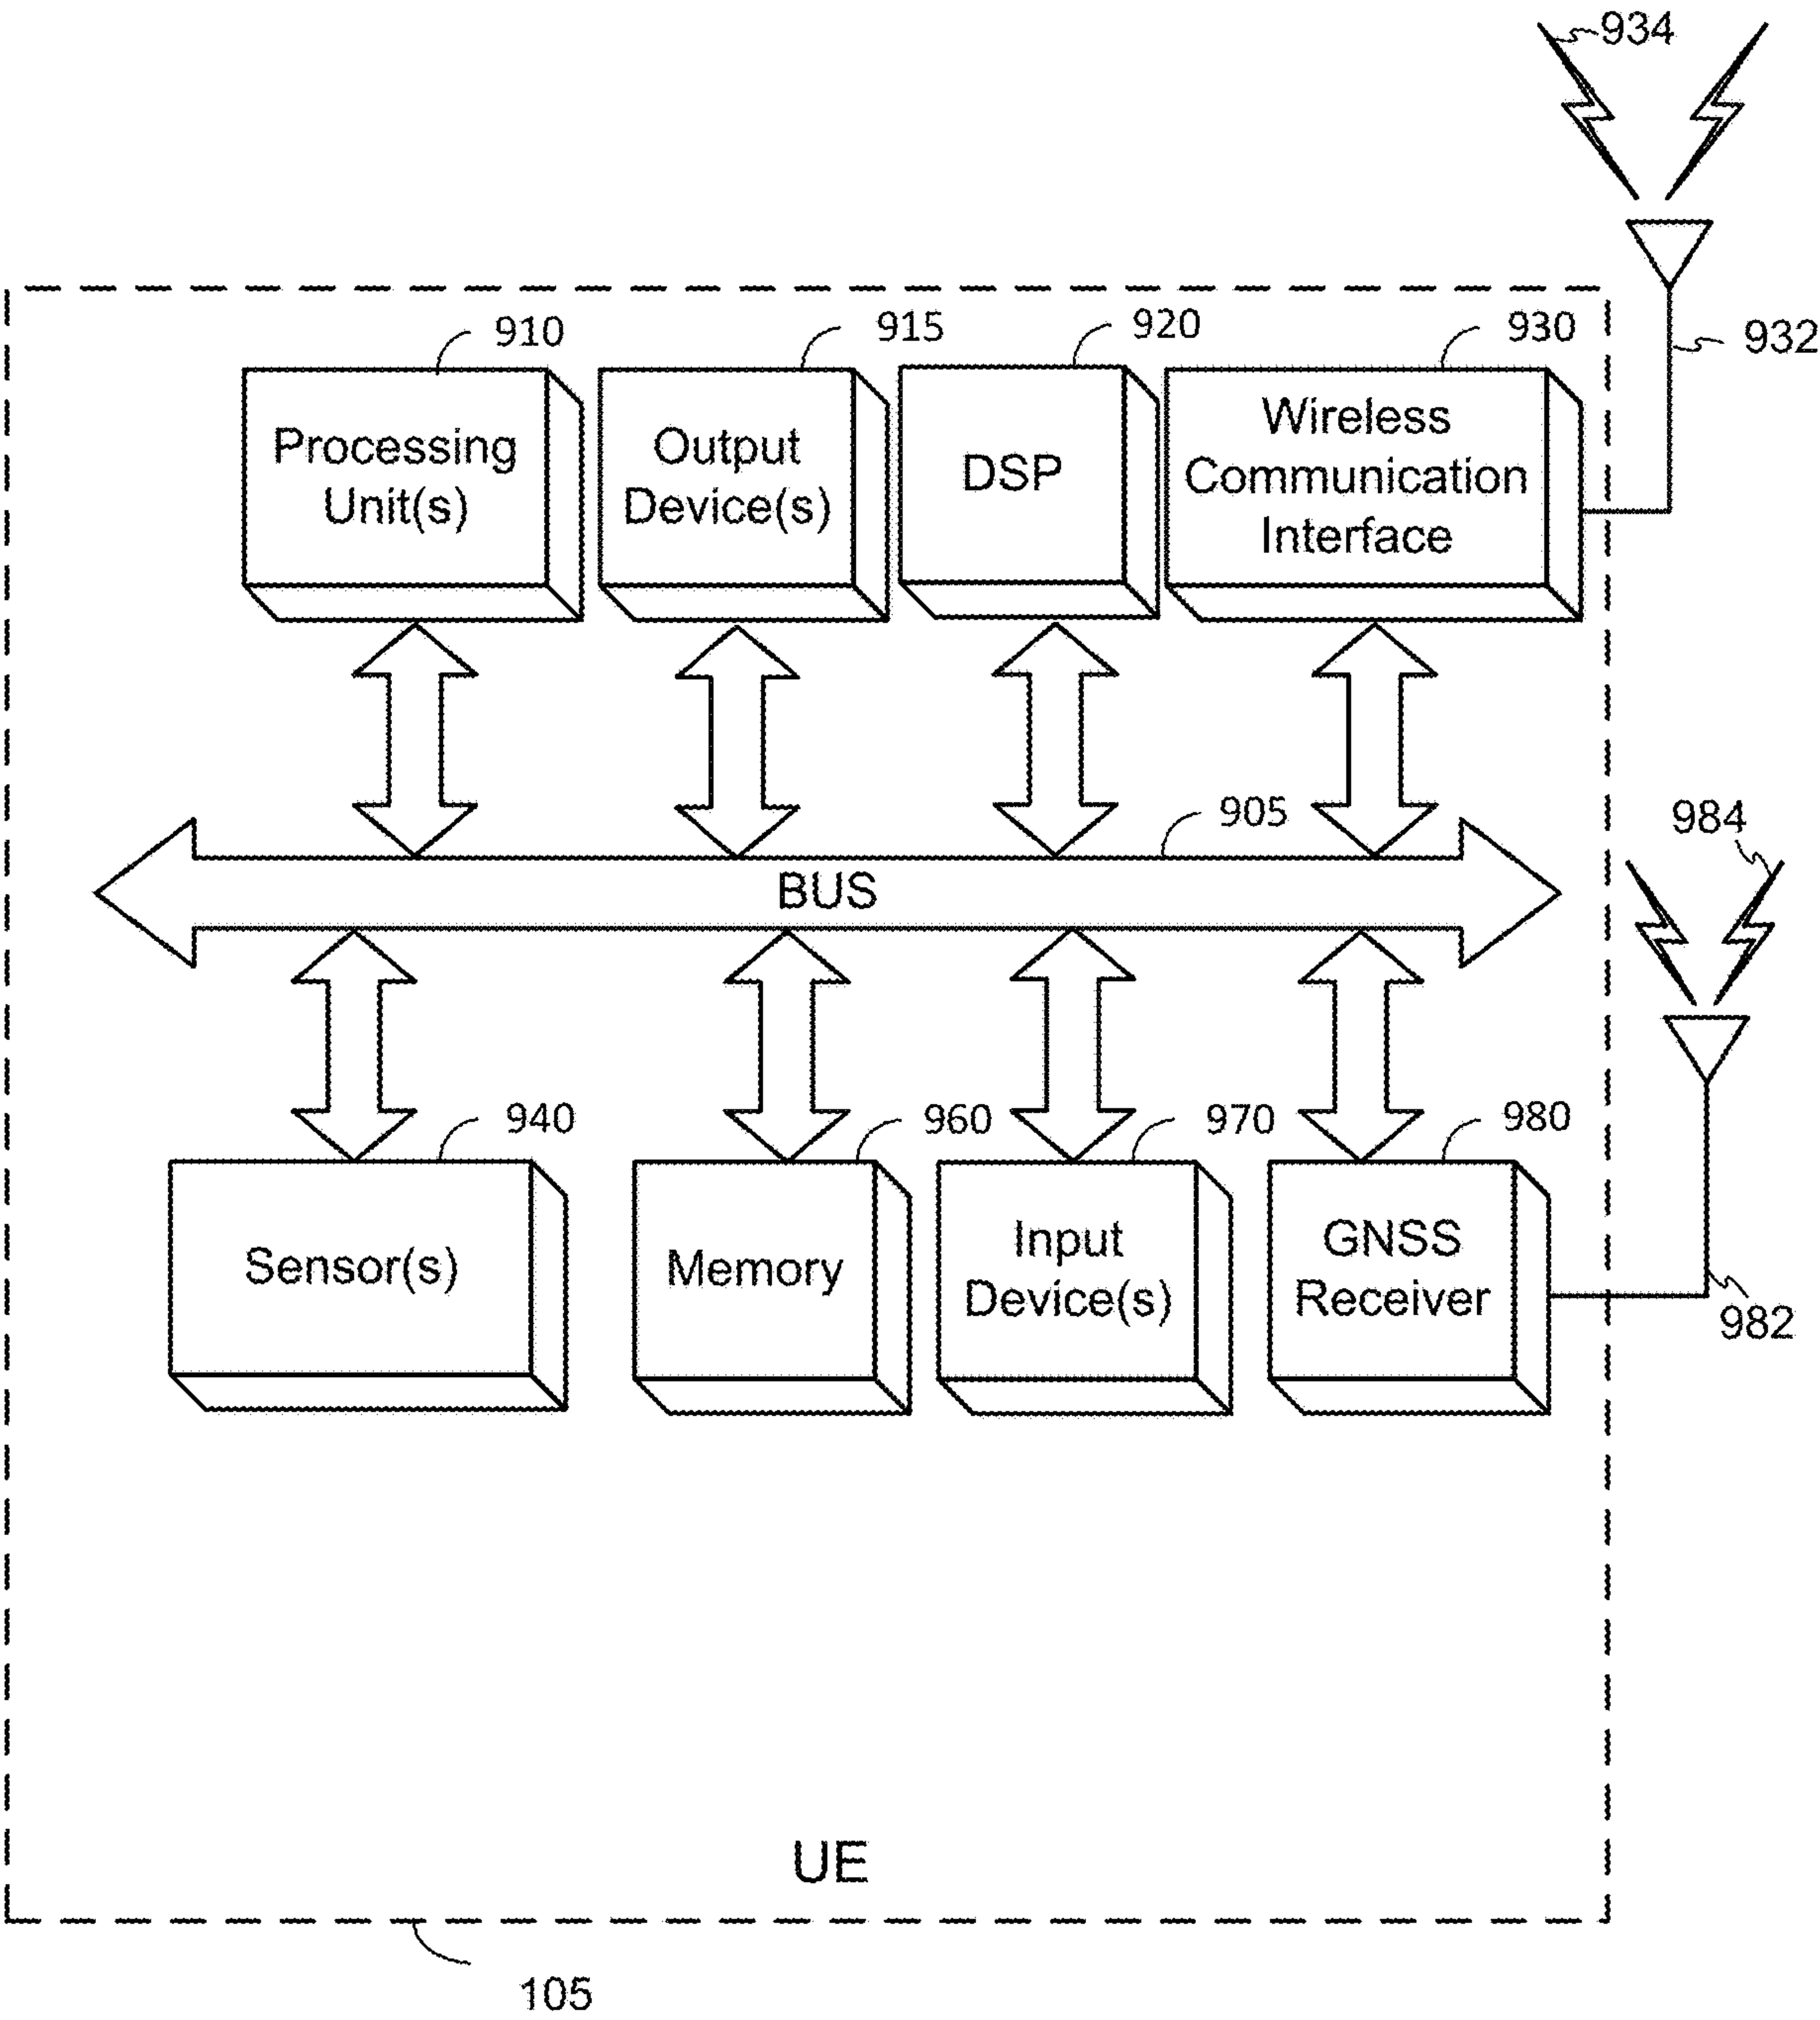 934
932
910
915
920
930
Processing
Unit(s)
Output
Device(s)
DSP
Wireless
Communication
Interface
905
BUS
984
940
960
970
980
Sensor(s)
Memory
Input
Device(s)
GNSS
Receiver
982
UE
105